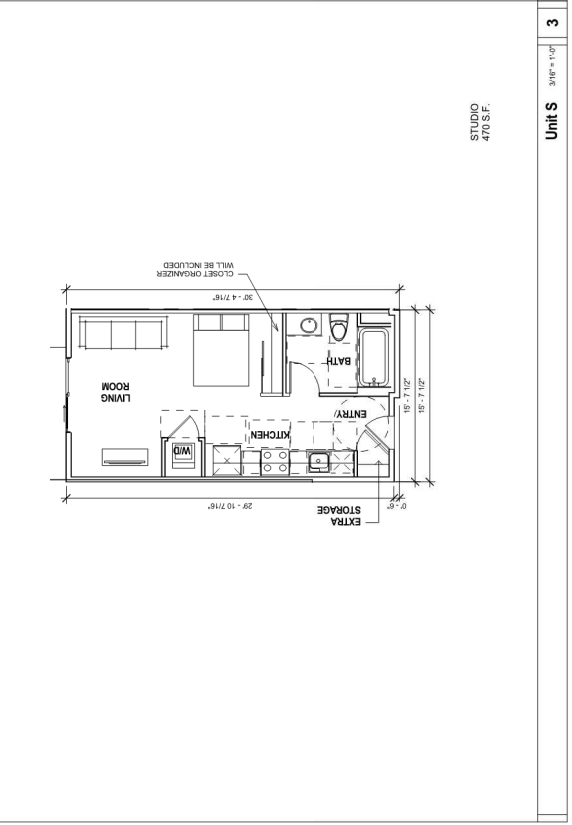 3
3/16" = 1'-0"
Unit S
STUDIO
470 S.F.
CLOSET ORGANIZER
WILL BE INCLUDED
30' - 4 7/16"
LIVING
ROOM
BATH
ENTRY
KITCHEN
W/D
15' - 7 1/2"
15' - 7 1/2"
29' - 10 7/16"
0' - 6"
EXTRA
STORAGE